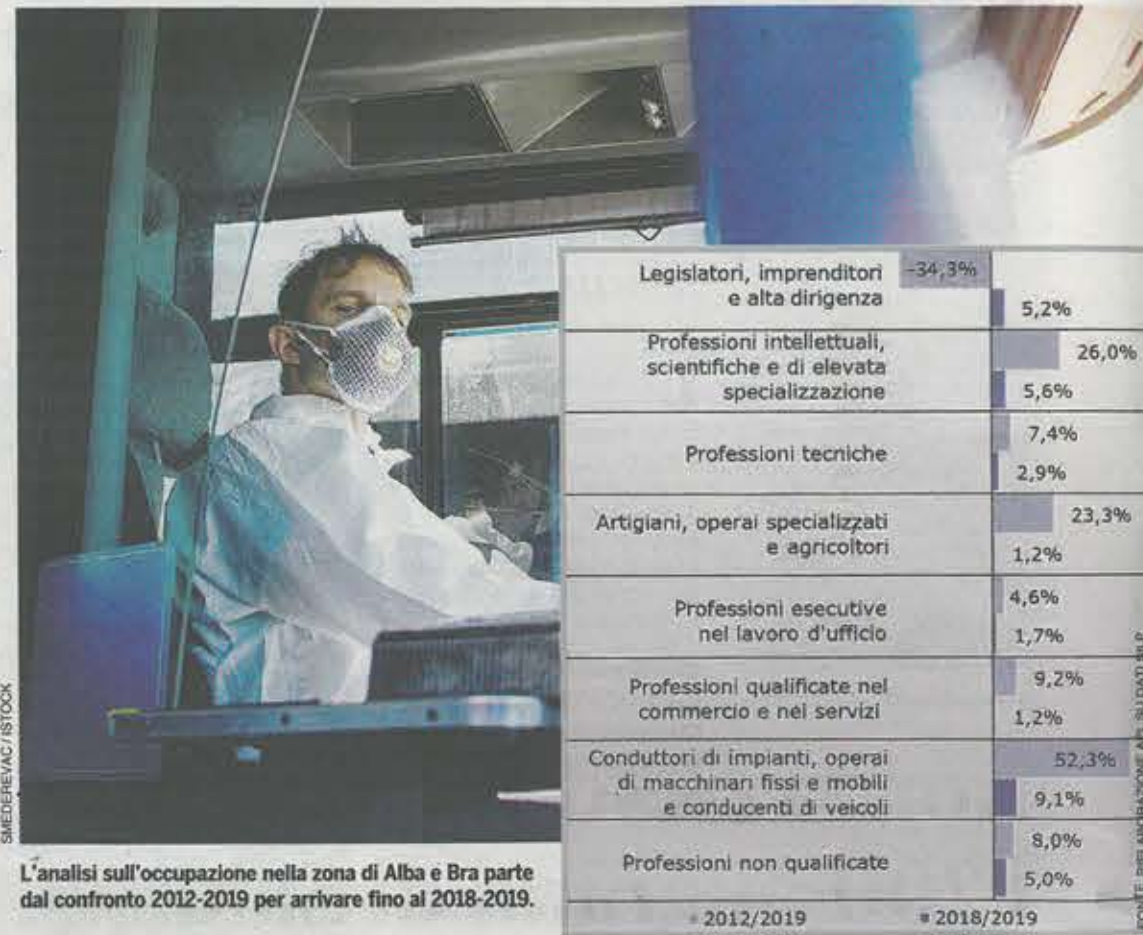 SMEDEREVAC / ISTOCK
Legislatori, imprenditori
e alta dirigenza
-34,3%
5,2%
Professioni intellettuali,
scientifiche e di elevata
specializzazione
26,0%
5,6%
Professioni tecniche
7,4%
2,9%
Artigiani, operai specializzati
e agricoltori
23,3%
1,2%
Professioni esecutive
nel lavoro d'ufficio
4,6%
1,7%
Professioni qualificate nel
commercio e nei servizi
9,2%
1,2%
Conduttori di impianti, operai
di macchinari fissi e mobili
e conducenti di veicoli
52,3%
9,1%
Professioni non qualificate
8,0%
5,0%
2012/2019
2018/2019
L'analisi sull'occupazione nella zona di Alba e Bra parte
dal confronto 2012-2019 per arrivare fino al 2018-2019.